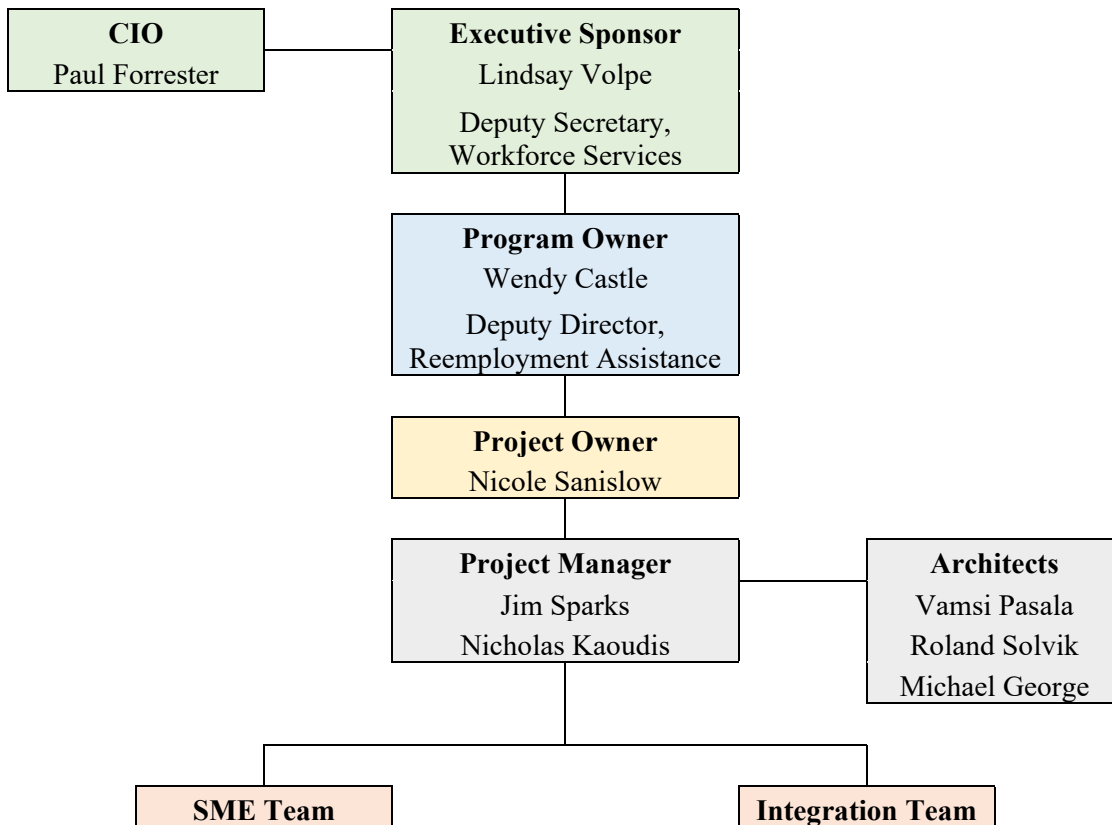 CIO
Paul Forrester
Executive Sponsor
Lindsay Volpe
Deputy Secretary,
Workforce Services
Program Owner
Wendy Castle
Deputy Director,
Reemployment Assistance
Project Owner
Nicole Sanislow
Project Manager
Jim Sparks
Nicholas Kaoudis
Architects
Vamsi Pasala
Roland Solvik
Michael George
SME Team
Integration Team